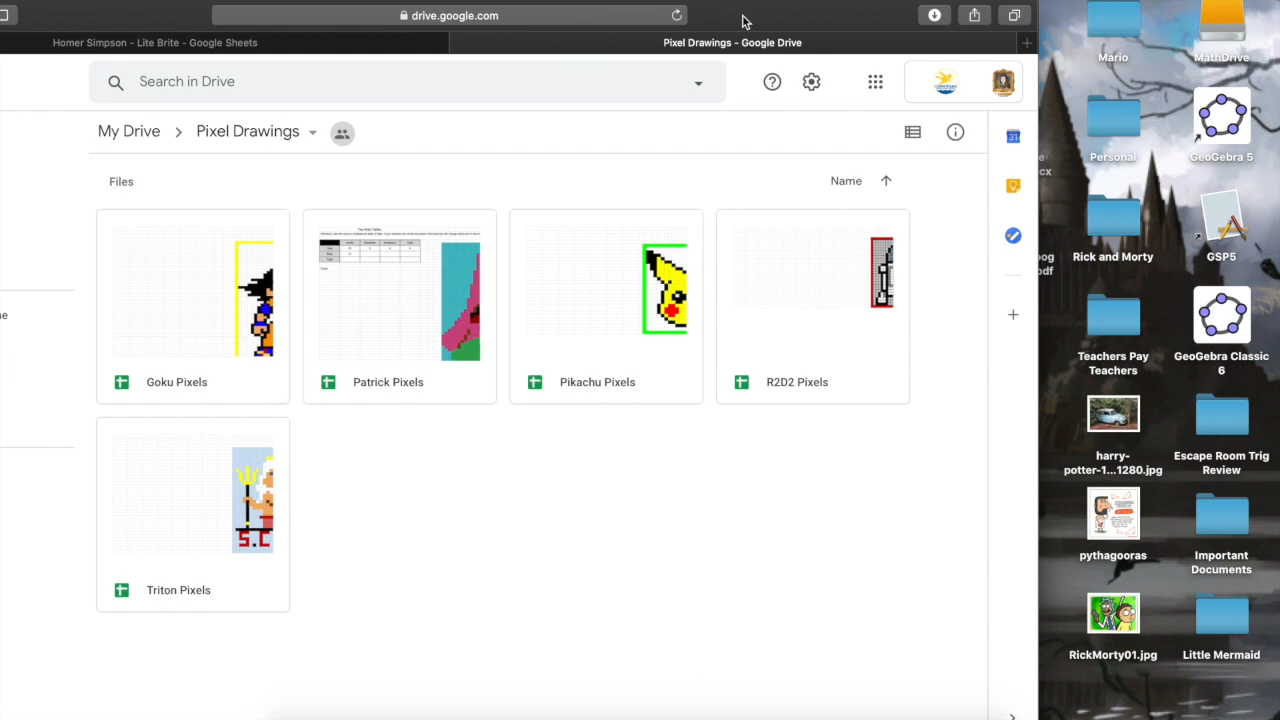 drive.google.com
Homer Simpson - Lite Brite - Google Sheets
Pixel Drawings - Google Drive
Search in Drive
My Drive
Pixel Drawings
Files
Name
Goku Pixels
Patrick Pixels
Pikachu Pixels
R2D2 Pixels
S.C
Triton Pixels
31
Mario
MathDrive
Personal
GeoGebra 5
Rick and Morty
GSP5
Teachers Pay
Teachers
GeoGebra Classic
6
harry-
potter-1...1280.jpg
Escape Room Trig
Review
pythagooras
Important
Documents
RickMorty01.jpg
Little Mermaid